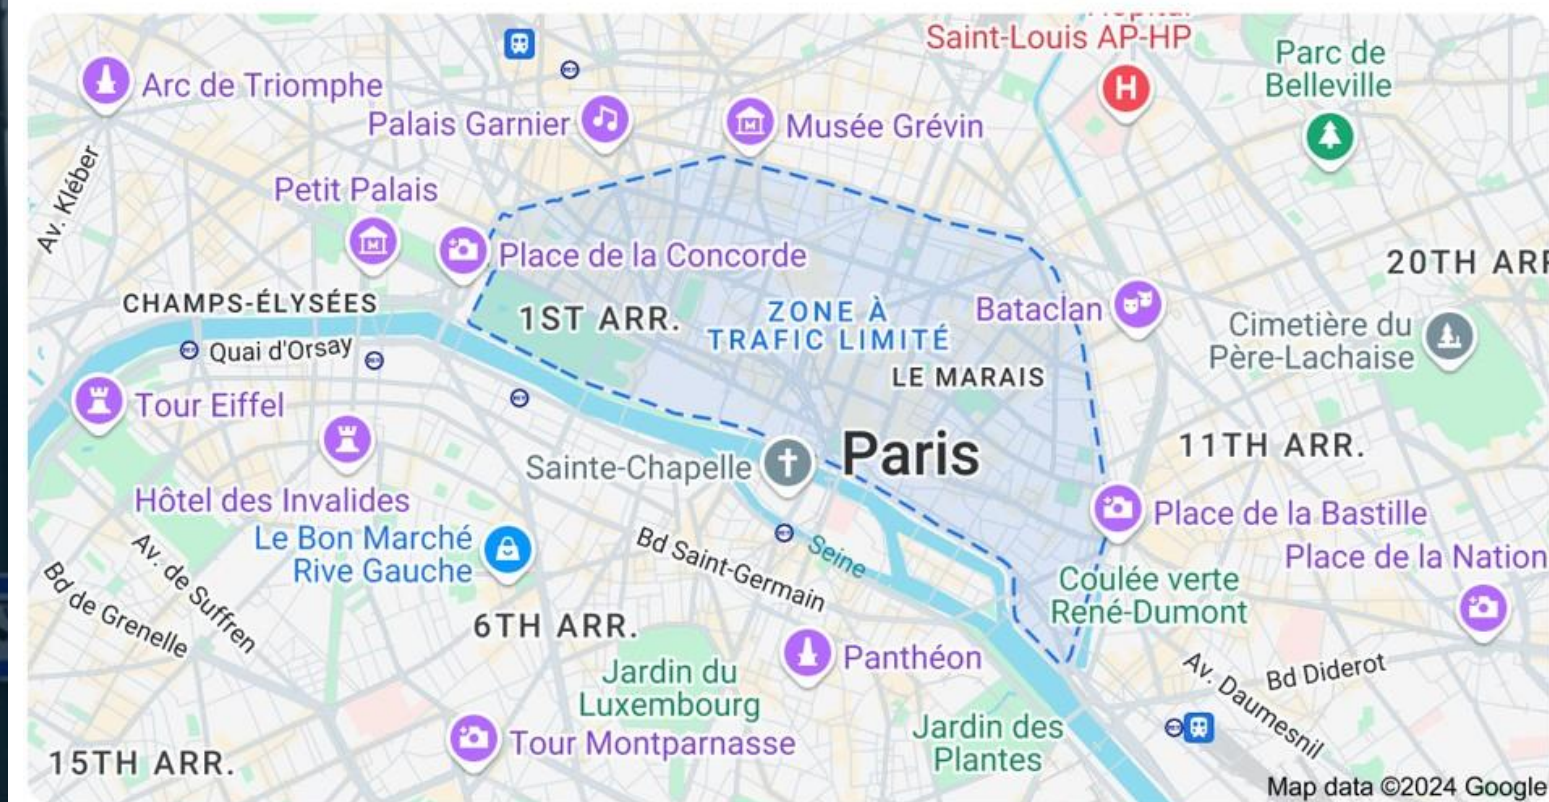 Hôpital
Saint-Louis AP-HP
H
Parc de
Belleville
Arc de Triomphe
Palais Garnier
Musée Grévin
Av. Kléber
Petit Palais
Place de la Concorde
20TH ARR
CHAMPS-ÉLYSÉES
1ST ARR.
ZONE À
TRAFIC LIMITÉ
Bataclan
Cimetière du
Père-Lachaise
Quai d'Orsay
LE MARAIS
Tour Eiffel
11TH ARR.
Paris
Sainte-Chapelle
Hôtel des Invalides
Place de la Bastille
Le Bon Marché
Rive Gauche
Bd Saint-Germain
Seine
Place de la Nation
Av. de Suffren
Bd de Grenelle
Coulée verte
René-Dumont
6TH ARR.
Panthéon
Jardin du
Luxembourg
Av. Daumesnil
Bd Diderot
Jardin des
Plantes
Tour Montparnasse
15TH ARR.
Map data ©2024 Google